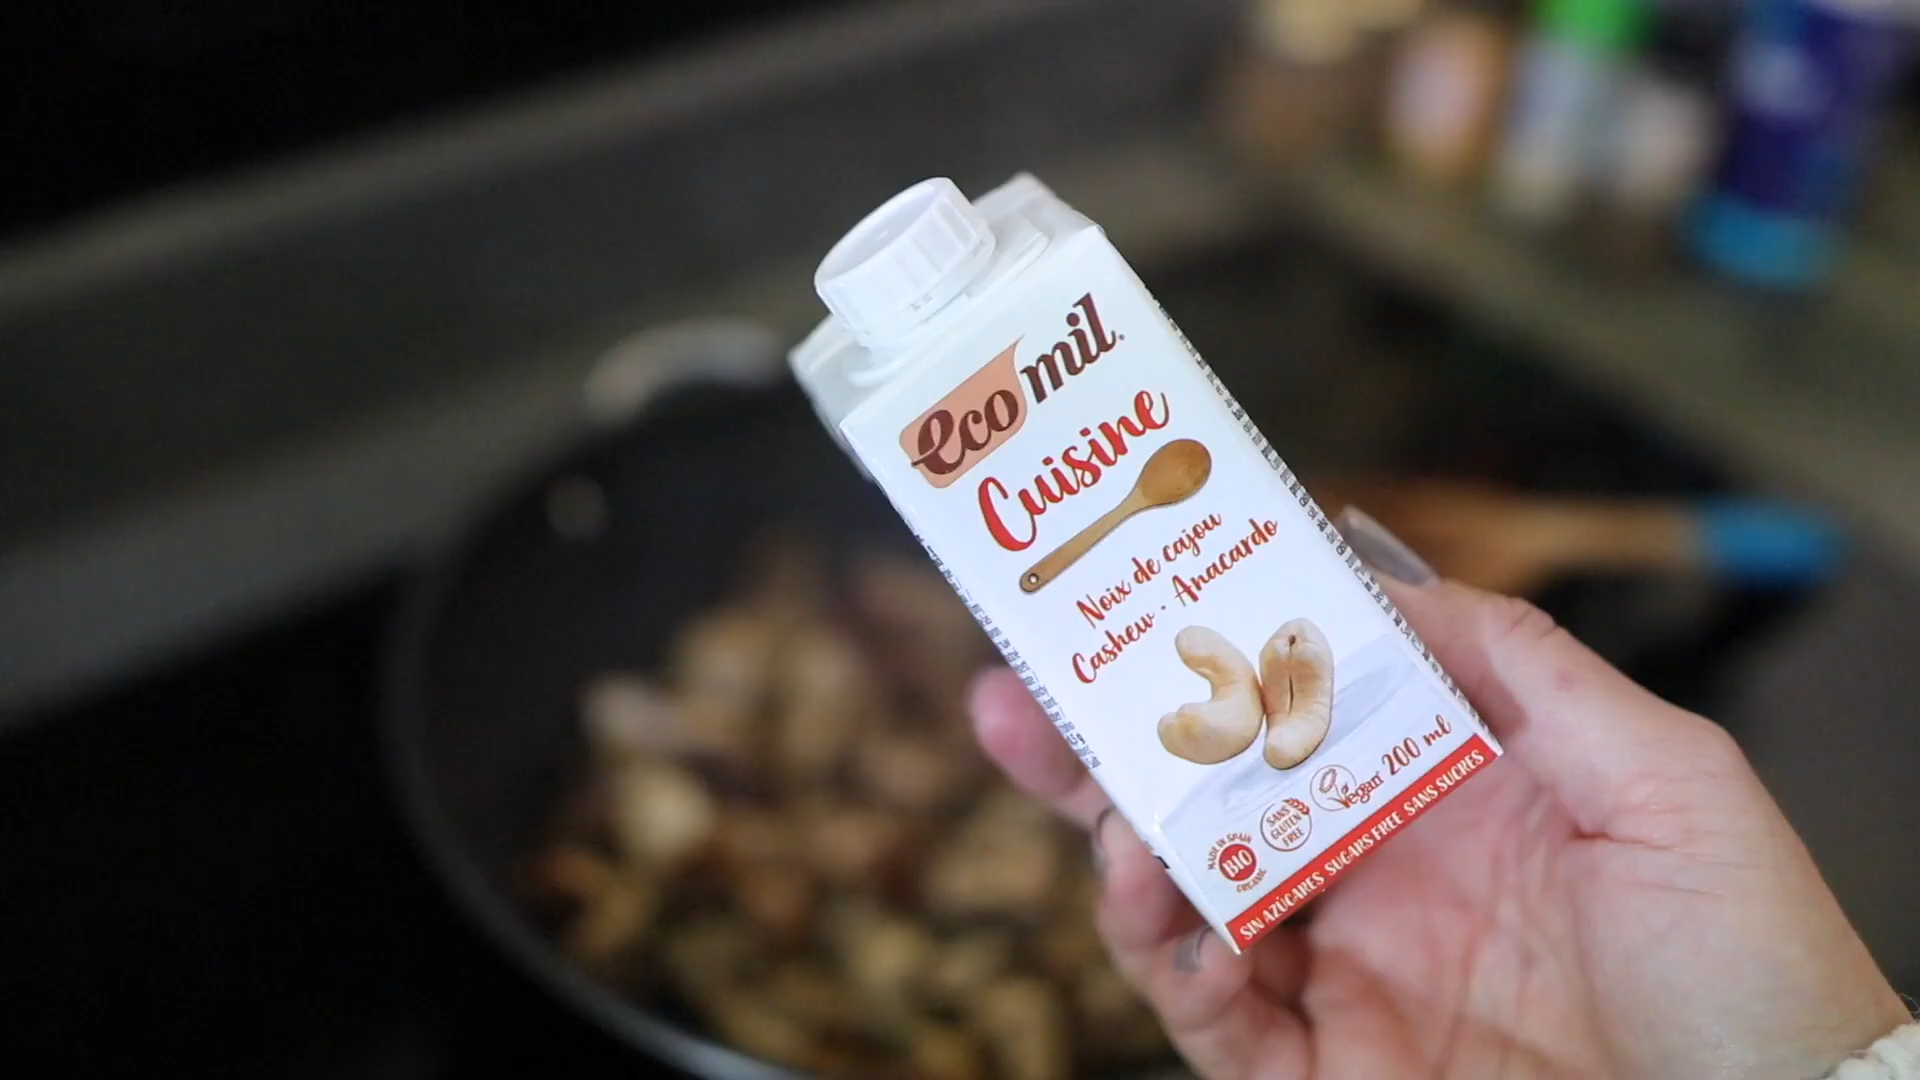 ecomil
Cuisine
Noix de cajou
Cashew · Anacardo
Vegan 200 ml
SANS
GLUTEN
FREE
MADE IN SPAIN
BIO
ORGANIC
SIN AZÚCARES SUGARS FREE SANS SUCRES